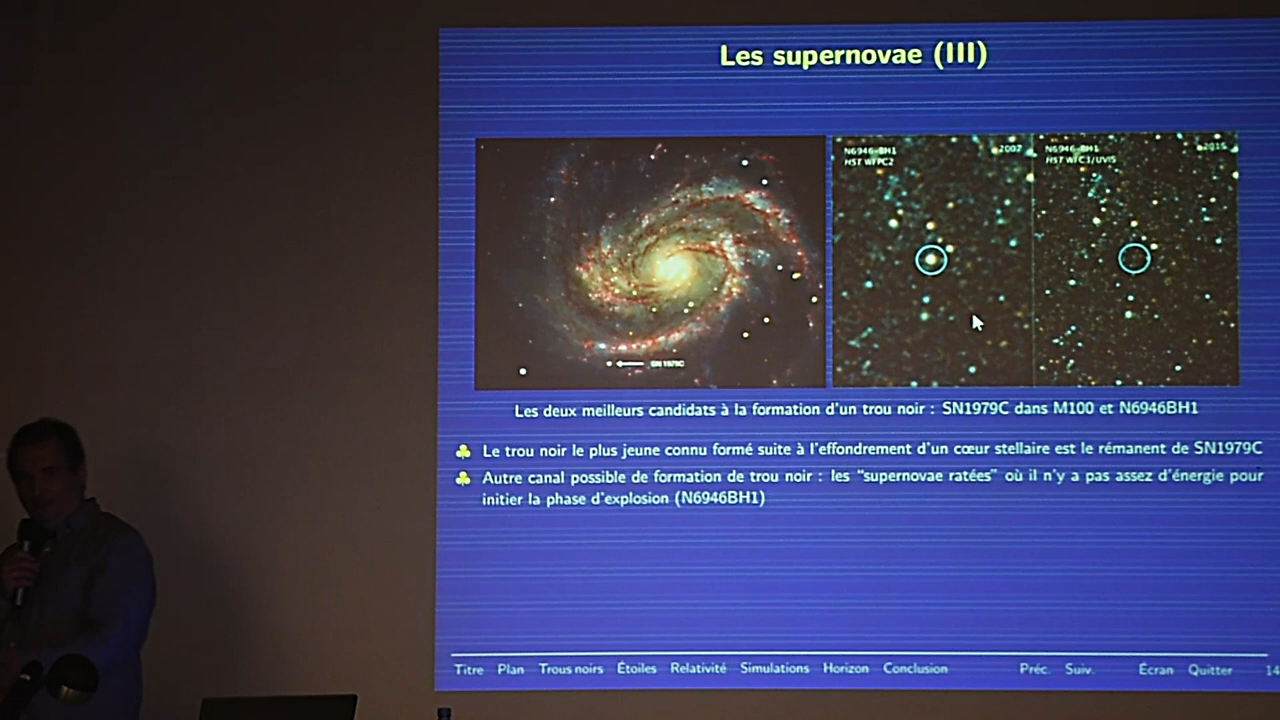 Les supernovae (III)
N6946-BH1
HST WFPC2
2007
N6946-BH1
HST WFC3/UVIS
2015
SN 1979C
Les deux meilleurs candidats à la formation d'un trou noir : SN1979C dans M100 et N6946BH1
Le trou noir le plus jeune connu formé suite à l'effondrement d'un cœur stellaire est le rémanent de SN1979C
Autre canal possible de formation de trou noir : les “supernovae ratées” où il n'y a pas assez d'énergie pour
initier la phase d'explosion (N6946BH1)
Titre Plan Trous noirs Étoiles Relativité Simulations Horizon Conclusion Préc. Suiv. Écran Quitter 14